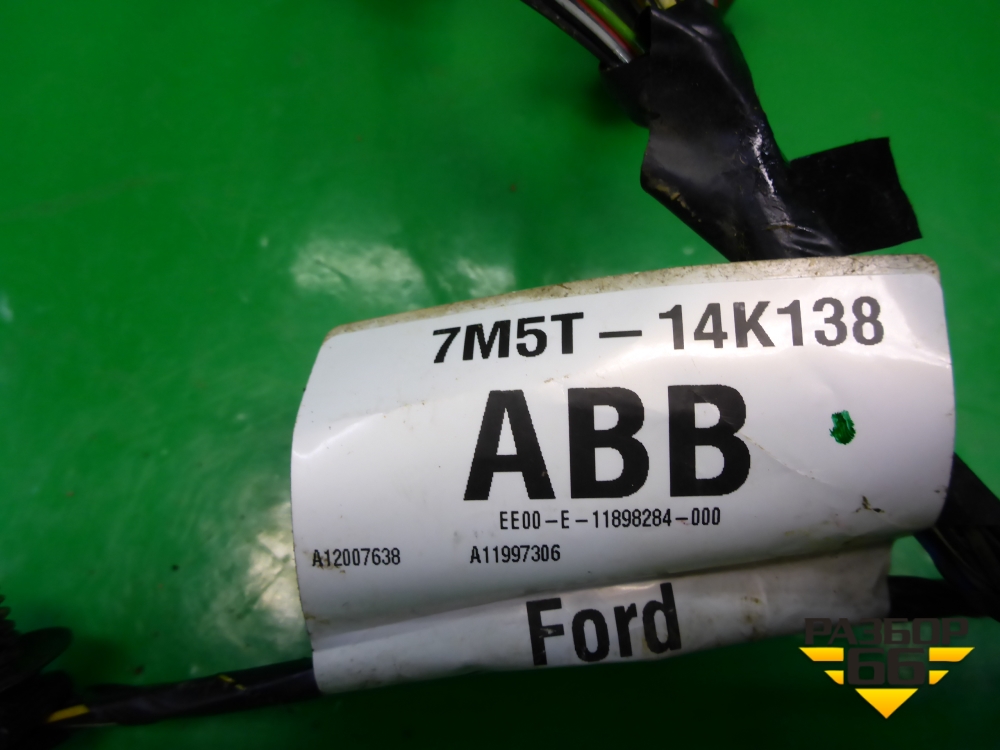 7M5T - 14K138
ABB
EE00-E-11898284-000
A12007638 A11997306
Ford
РАЗБОР
66